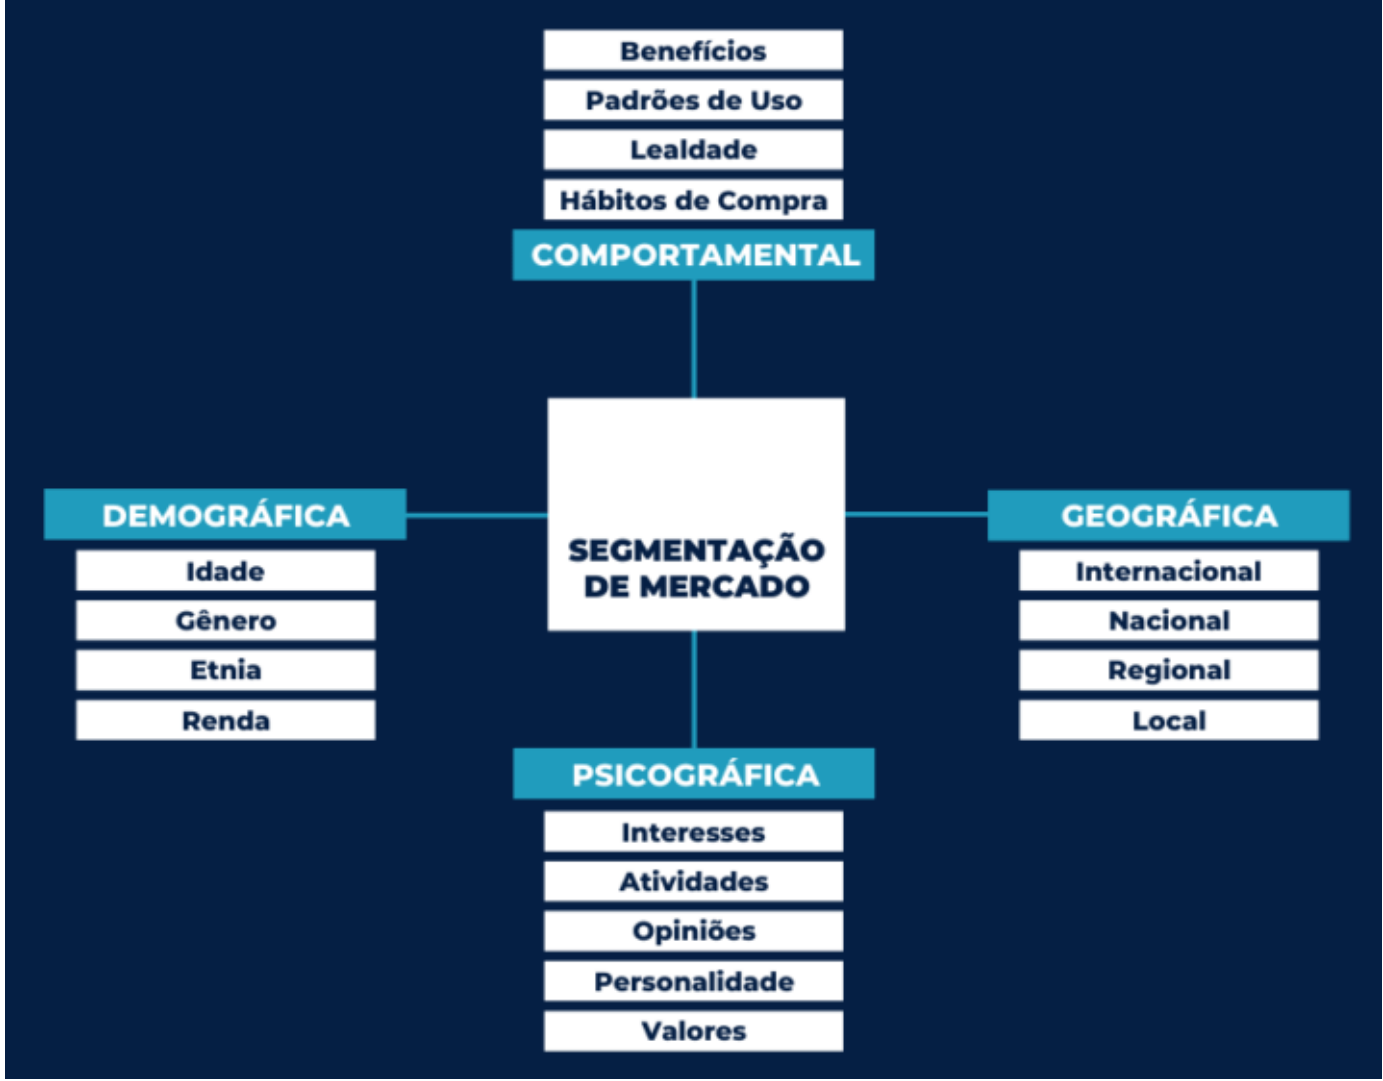 Benefícios
Padrões de Uso
Lealdade
Hábitos de Compra
COMPORTAMENTAL
DEMOGRÁFICA
Idade
Gênero
Etnia
Renda
SEGMENTAÇÃO
DE MERCADO
GEOGRÁFICA
Internacional
Nacional
Regional
Local
PSICOGRÁFICA
Interesses
Atividades
Opiniões
Personalidade
Valores